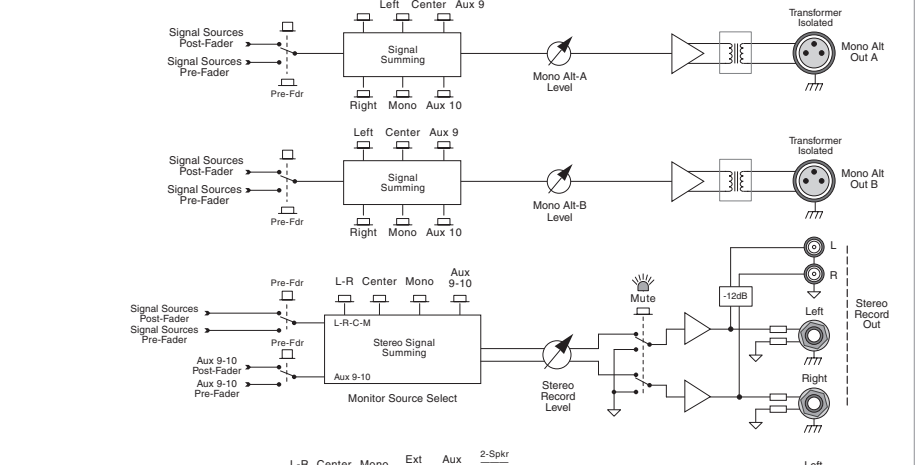 Left Center Aux 9
Signal Sources
Post-Fader
Signal Sources
Pre-Fader
Pre-Fdr
Signal
Summing
Right Mono Aux 10
Mono Alt-A
Level
Transformer
Isolated
Mono Alt
Out A
Left Center Aux 9
Signal Sources
Post-Fader
Signal Sources
Pre-Fader
Pre-Fdr
Signal
Summing
Right Mono Aux 10
Mono Alt-B
Level
Transformer
Isolated
Mono Alt
Out B
Signal Sources
Post-Fader
Signal Sources
Pre-Fader
Pre-Fdr
Pre-Fdr
Aux 9-10
Post-Fader
Aux 9-10
Pre-Fader
L-R Center Mono Aux
9-10
L-R-C-M
Stereo Signal
Summing
Aux 9-10
Monitor Source Select
Stereo
Record
Level
Mute
-12dB
L
R
Left
Right
Stereo
Record
Out
L-R Center Mono Ext Aux 2-Spkr
Left